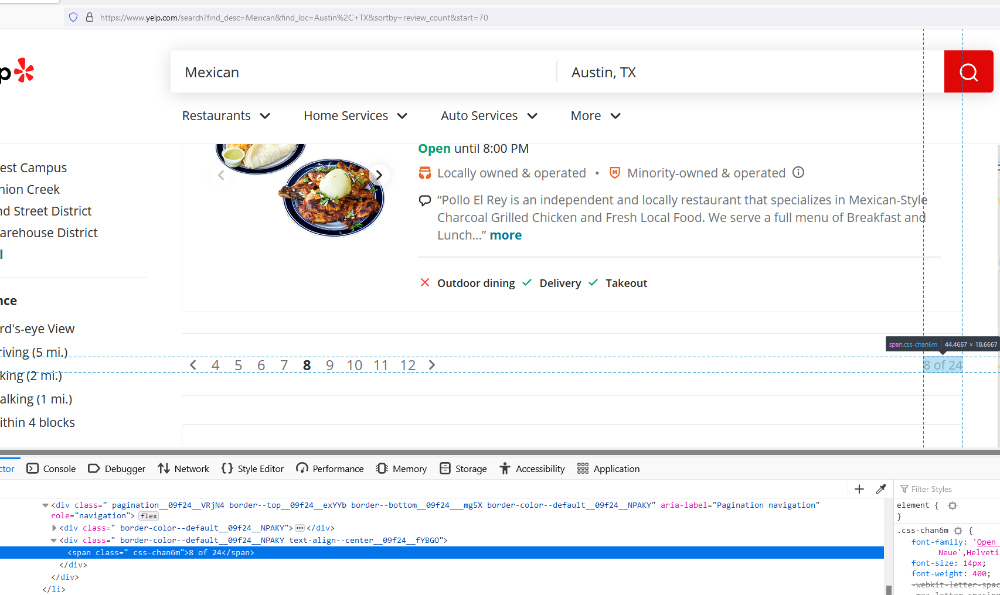 https://www.yelp.com/search?find_desc=Mexican&find_loc=Austin%2C+TX&sortby=review_count&start=70
p
Mexican
Austin, TX
Restaurants
Home Services
Auto Services
More
Open until 8:00 PM
Locally owned & operated • Minority-owned & operated
“Pollo El Rey is an independent and locally restaurant that specializes in Mexican-Style
Charcoal Grilled Chicken and Fresh Local Food. We serve a full menu of Breakfast and
Lunch…” more
Outdoor dining
Delivery
Takeout
est Campus
nion Creek
nd Street District
arehouse District
l
nce
rd's-eye View
riving (5 mi.)
king (2 mi.)
alking (1 mi.)
ithin 4 blocks
span.css-chan6m 44.4667 × 18.6667
4 5 6 7 8 9 10 11 12
8 of 24
ctor
Console
Debugger
Network
Style Editor
Performance
Memory
Storage
Accessibility
Application
Filter Styles
<div class=" pagination__09f24__VRjN4 border--top__09f24__exYYb border--bottom__09f24___mg5X border-color--default__09f24__NPAKY" aria-label="Pagination navigation"
role="navigation"> flex
<div class=" border-color--default__09f24__NPAKY">…</div>
<div class=" border-color--default__09f24__NPAKY text-align--center__09f24__fYBGO">
<span class=" css-chan6m">8 of 24</span>
</div>
</div>
</li>
element {
}
.css-chan6m {
font-family: 'Open
Neue',Helveti
font-size: 14px;
font-weight: 400;
-webkit-letter-spac